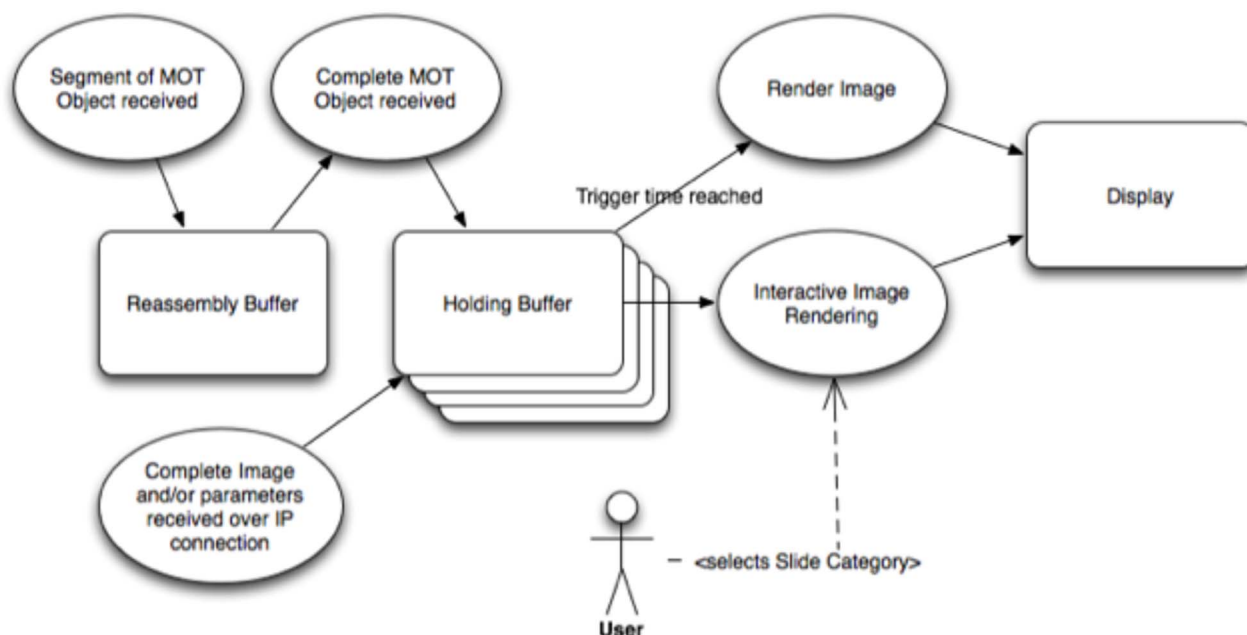 Segment of MOT
Object received
Complete MOT
Object received
Render Image
Trigger time reached
Display
Reassembly Buffer
Holding Buffer
Interactive Image
Rendering
Complete Image
and/or parameters
received over IP
connection
<selects Slide Category>
User